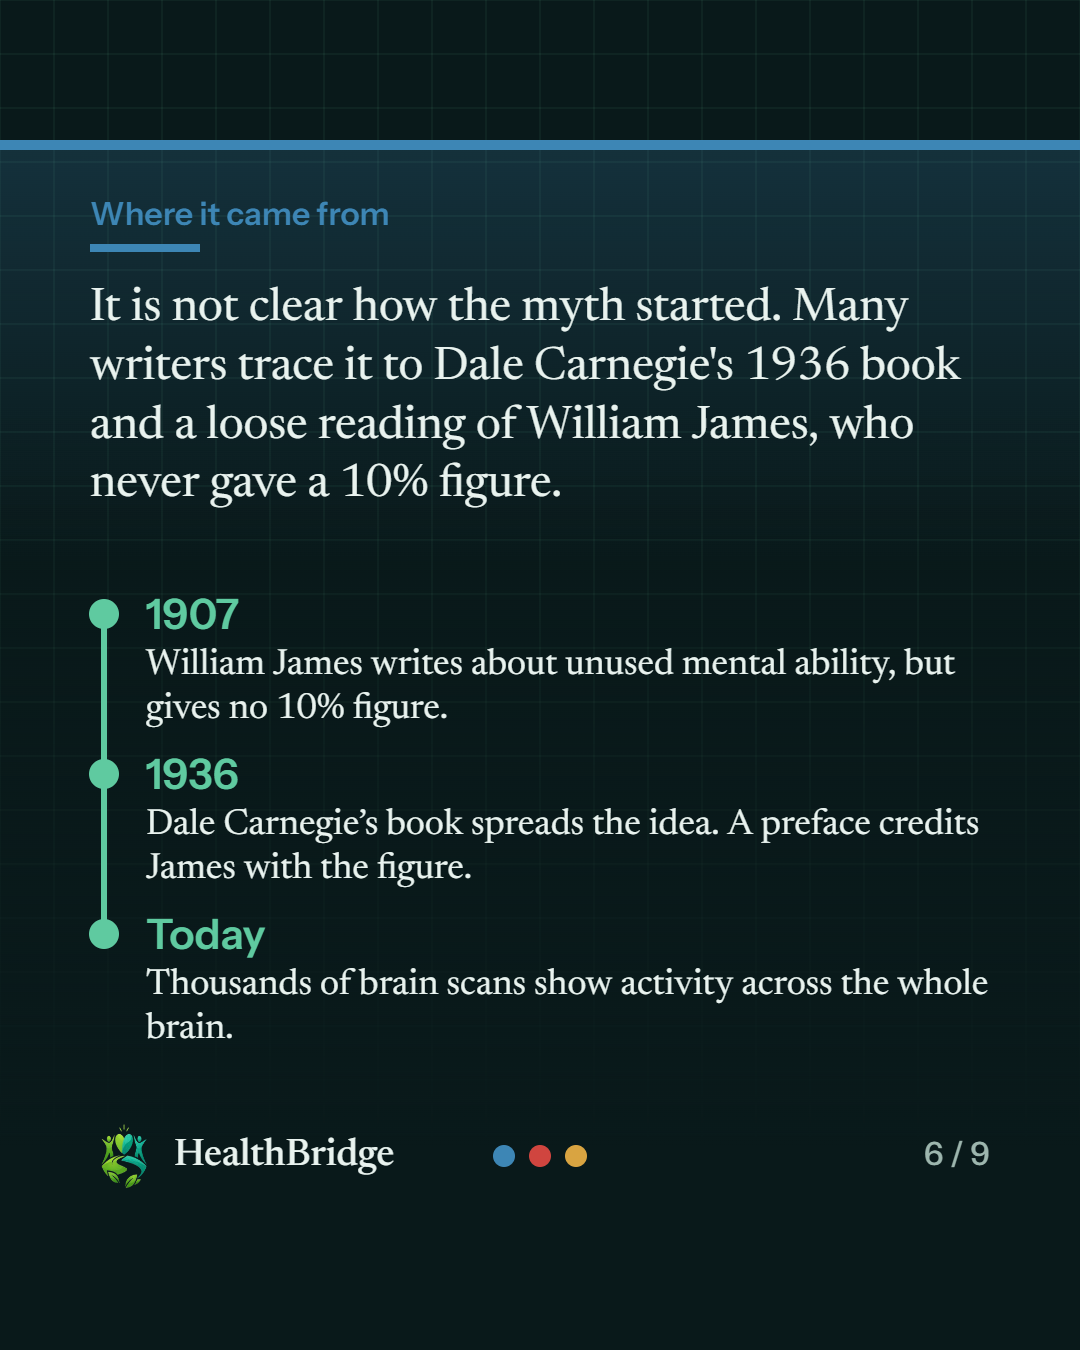 Where it came from
It is not clear how the myth started. Many
writers trace it to Dale Carnegie's 1936 book
and a loose reading of William James, who
never gave a 10% figure.
1907
William James writes about unused mental ability, but
gives no 10% figure.
1936
Dale Carnegie’s book spreads the idea. A preface credits
James with the figure.
Today
Thousands of brain scans show activity across the whole
brain.
HealthBridge
6 / 9